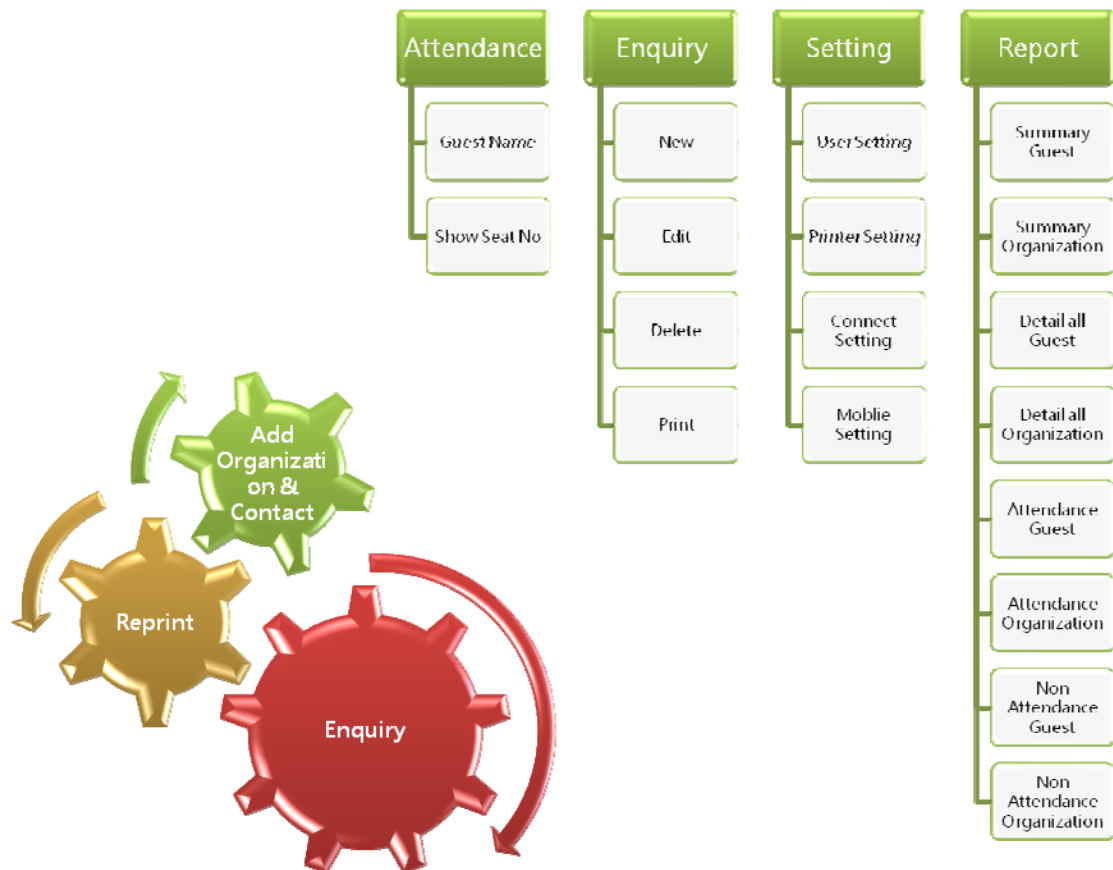 Attendance
Guest Name
Show Seat No
Enquiry
New
Edit
Delete
Print
Setting
User Setting
Printer Setting
Connect
Setting
Moblie
Setting
Report
Summary
Guest
Summary
Organization
Detail all
Guest
Detail all
Organization
Attendance
Guest
Attendance
Organization
Non
Attendance
Guest
Non
Attendance
Organization
Add
Organizati
on &
Contact
Reprint
Enquiry